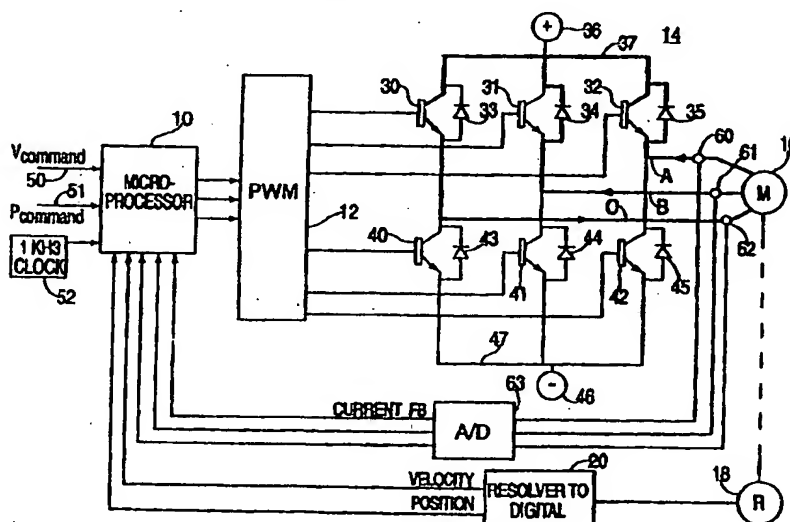 +
36
37
14
30
31
32
33
34
35
60
10
Vcommand
50
51
Pcommand
MICRO-
PROCESSOR
PWM
12
1 KH3
CLOCK
52
A
B
C
61
M
62
40
41
42
43
44
45
47
-
46
63
CURRENT FB
A/D
20
VELOCITY
POSITION
RESOLVER TO
DIGITAL
18
R